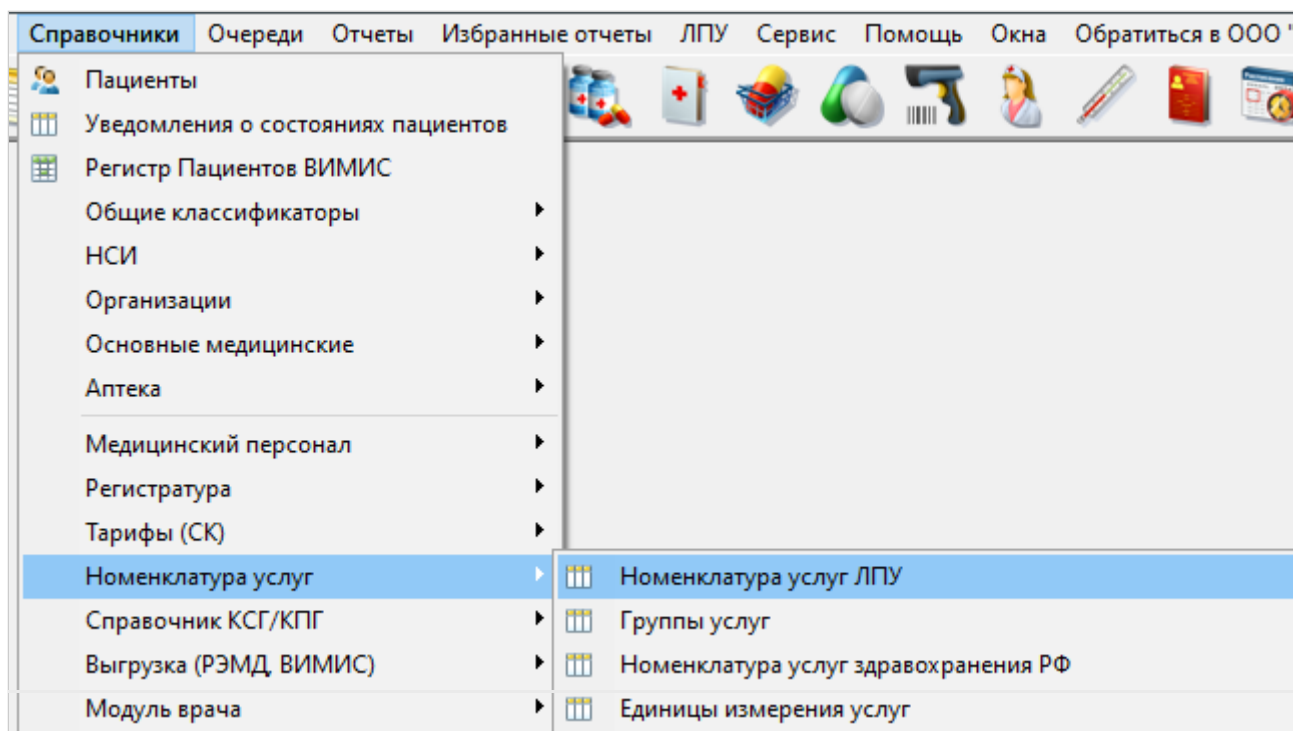 Справочники Очереди Отчеты Избранные отчеты ЛПУ Сервис Помощь Окна Обратиться в ООО "
Пациенты
Уведомления о состояниях пациентов
Регистр Пациентов ВИМИС
Общие классификаторы
НСИ
Организации
Основные медицинские
Аптека
Медицинский персонал
Регистратура
Тарифы (СК)
Номенклатура услуг
Справочник КСГ/КПГ
Выгрузка (РЭМД, ВИМИС)
Модуль врача
Номенклатура услуг ЛПУ
Группы услуг
Номенклатура услуг здравохранения РФ
Единицы измерения услуг